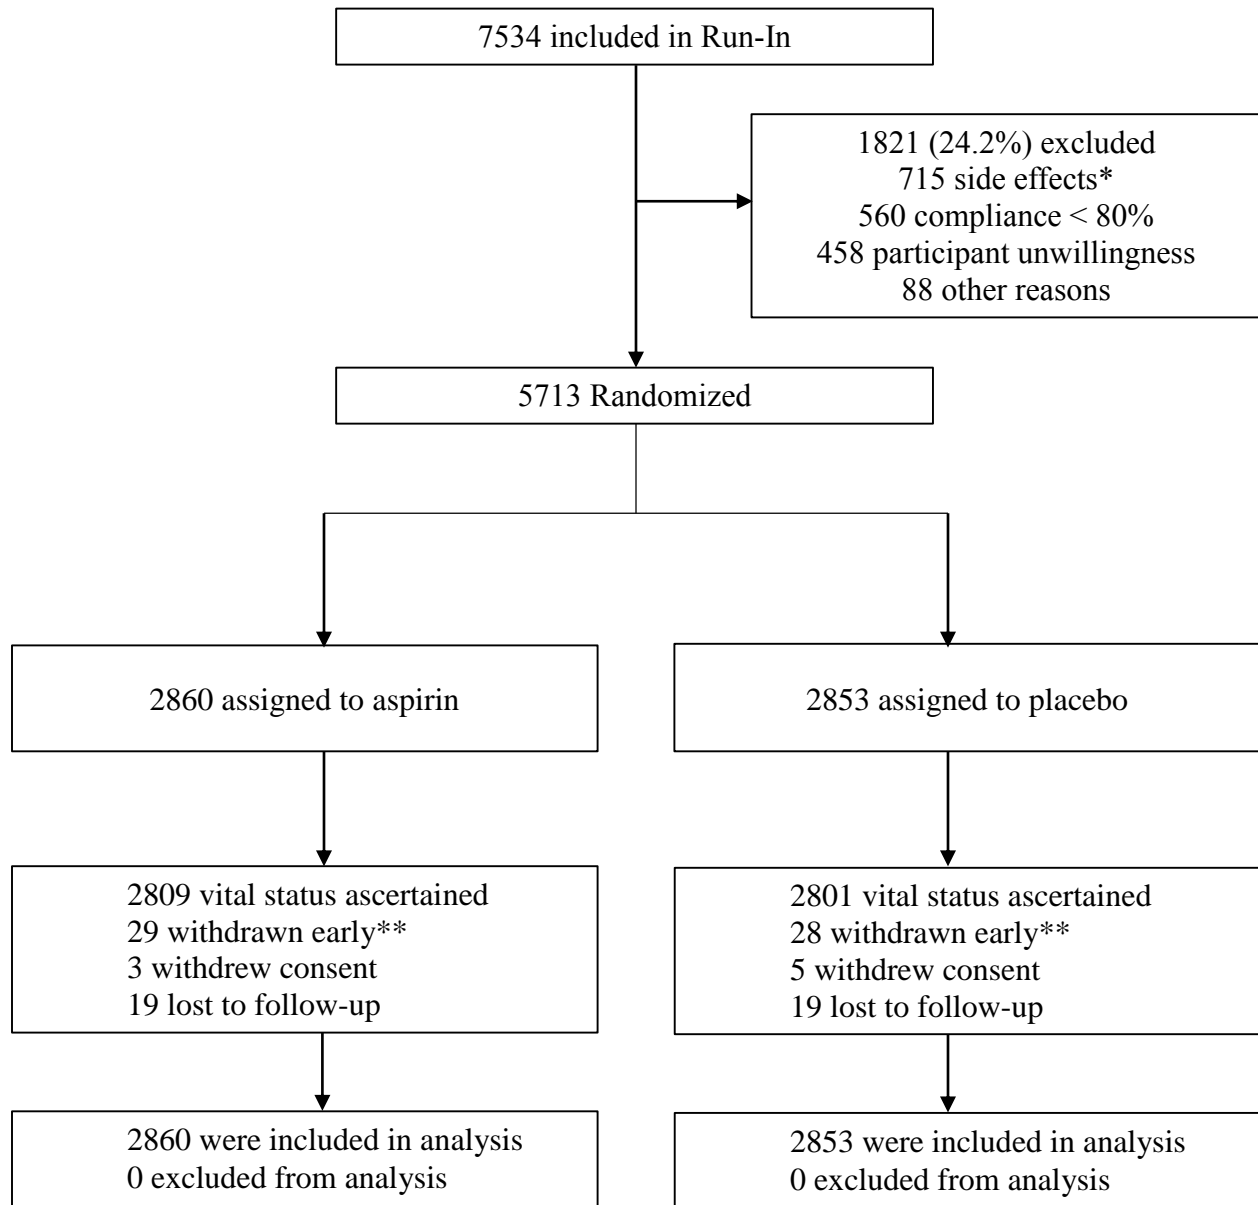 7534 included in Run-In
1821 (24.2%) excluded
715 side effects*
560 compliance < 80%
458 participant unwillingness
88 other reasons
5713 Randomized
2860 assigned to aspirin
2853 assigned to placebo
2809 vital status ascertained
29 withdrawn early**
3 withdrew consent
19 lost to follow-up
2801 vital status ascertained
28 withdrawn early**
5 withdrew consent
19 lost to follow-up
2860 were included in analysis
0 excluded from analysis
2853 were included in analysis
0 excluded from analysis